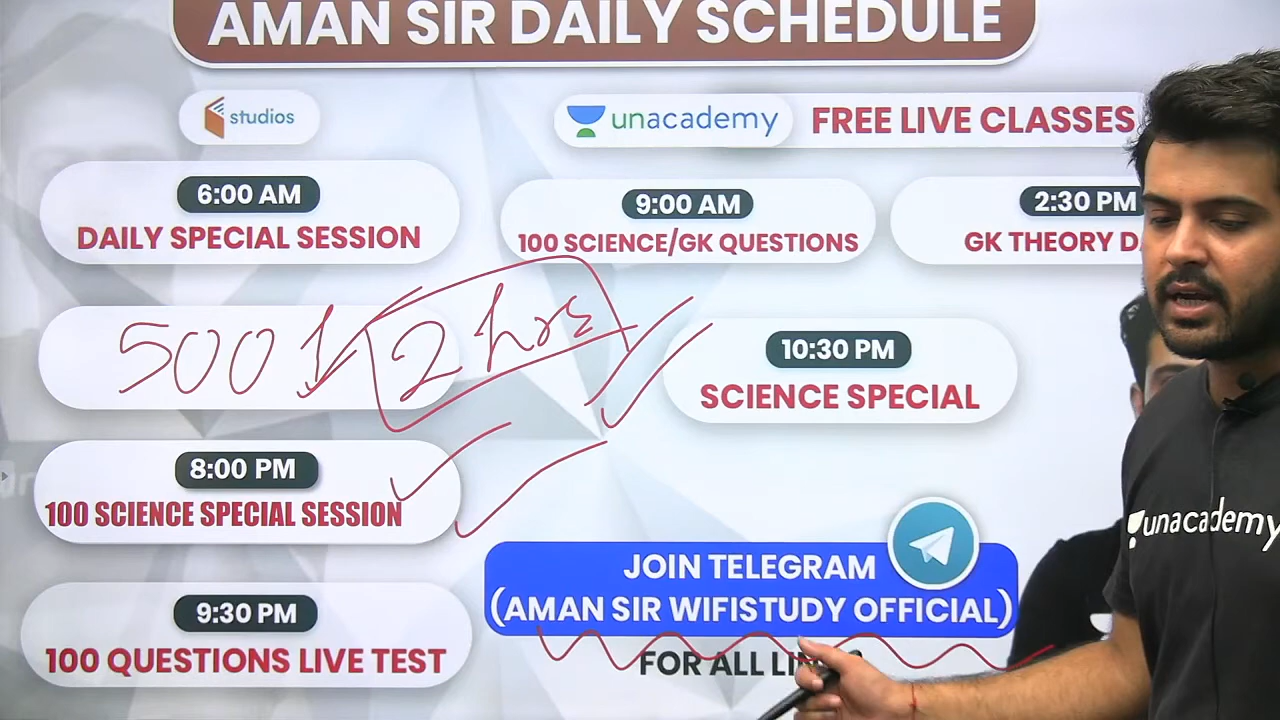 AMAN SIR DAILY SCHEDULE
studios
unacademy
FREE LIVE CLASSES
6:00 AM
DAILY SPECIAL SESSION
9:00 AM
100 SCIENCE/GK QUESTIONS
2:30 PM
GK THEORY
500
2 hrs
10:30 PM
SCIENCE SPECIAL
8:00 PM
100 SCIENCE SPECIAL SESSION
JOIN TELEGRAM
(AMAN SIR WIFISTUDY OFFICIAL)
FOR ALL
9:30 PM
100 QUESTIONS LIVE TEST
unacademy